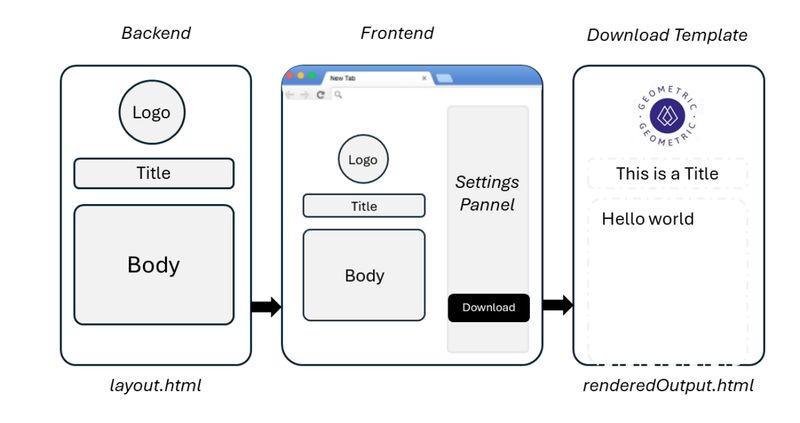 Backend
Logo
Title
Body
layout.html
Frontend
New Tab
Logo
Title
Body
Settings
Pannel
Download
Download Template
GEOMETRIC
GEOMETRIC
This is a Title
Hello world
renderedOutput.html